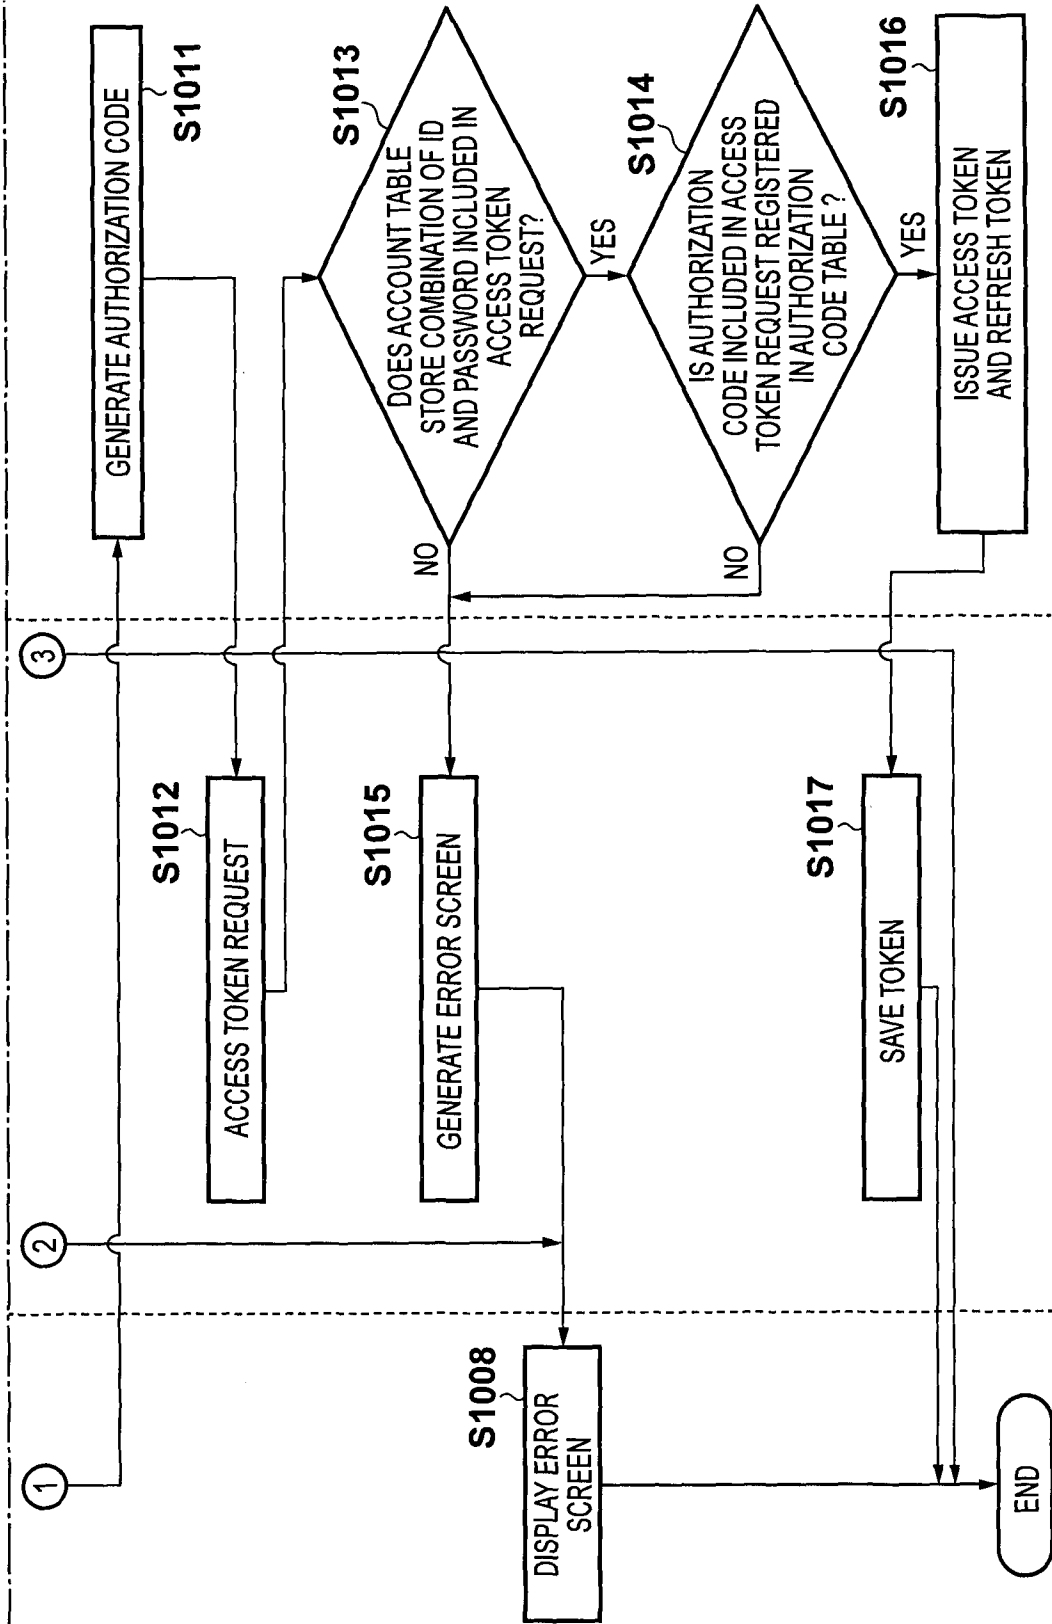 1
2
3
GENERATE AUTHORIZATION CODE
S1011
S1012
ACCESS TOKEN REQUEST
S1013
DOES ACCOUNT TABLE
STORE COMBINATION OF ID
AND PASSWORD INCLUDED IN
ACCESS TOKEN
REQUEST?
NO
YES
S1015
GENERATE ERROR SCREEN
S1008
DISPLAY ERROR
SCREEN
S1014
IS AUTHORIZATION
CODE INCLUDED IN ACCESS
TOKEN REQUEST REGISTERED
IN AUTHORIZATION
CODE TABLE ?
NO
YES
S1016
ISSUE ACCESS TOKEN
AND REFRESH TOKEN
S1017
SAVE TOKEN
END